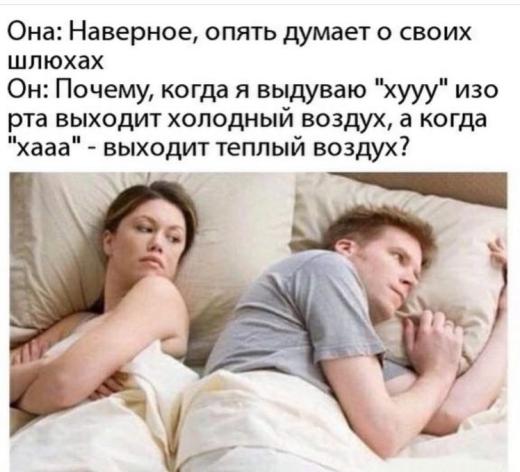 Она: Наверное, опять думает о своих
шлюхах
Он: Почему, когда я выдуваю "хууу" изо
рта выходит холодный воздух, а когда
"хааа" - выходит теплый воздух?